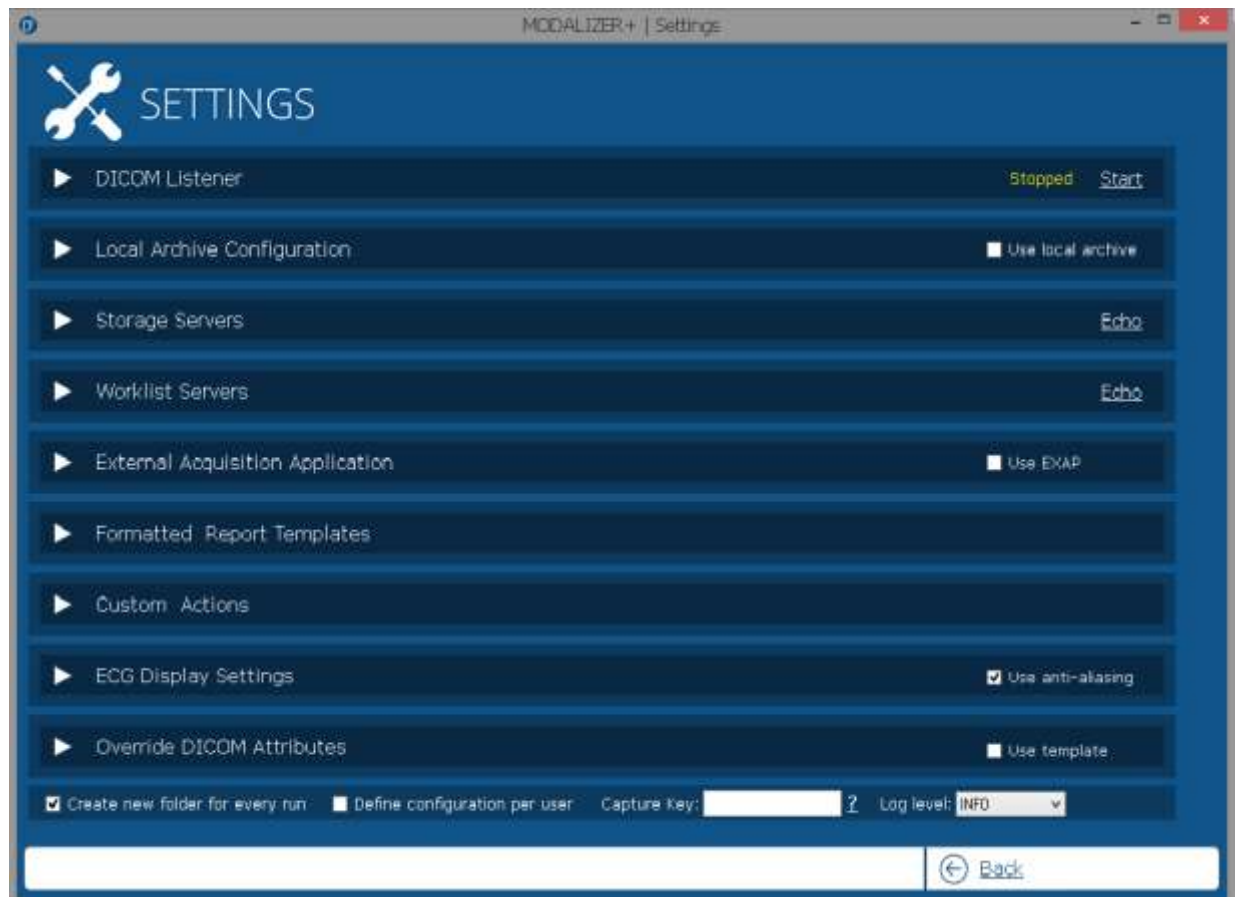 MODALIZER+ | Settings
SETTINGS
DICOM Listener Stopped Start
Local Archive Configuration Use local archive
Storage Servers Echo
Worklist Servers Echo
External Acquisition Application Use EXAP
Formatted Report Templates
Custom Actions
ECG Display Settings Use anti-aliasing
Override DICOM Attributes Use template
Create new folder for every run Define configuration per user Capture Key: ? Log level: INFO
Back